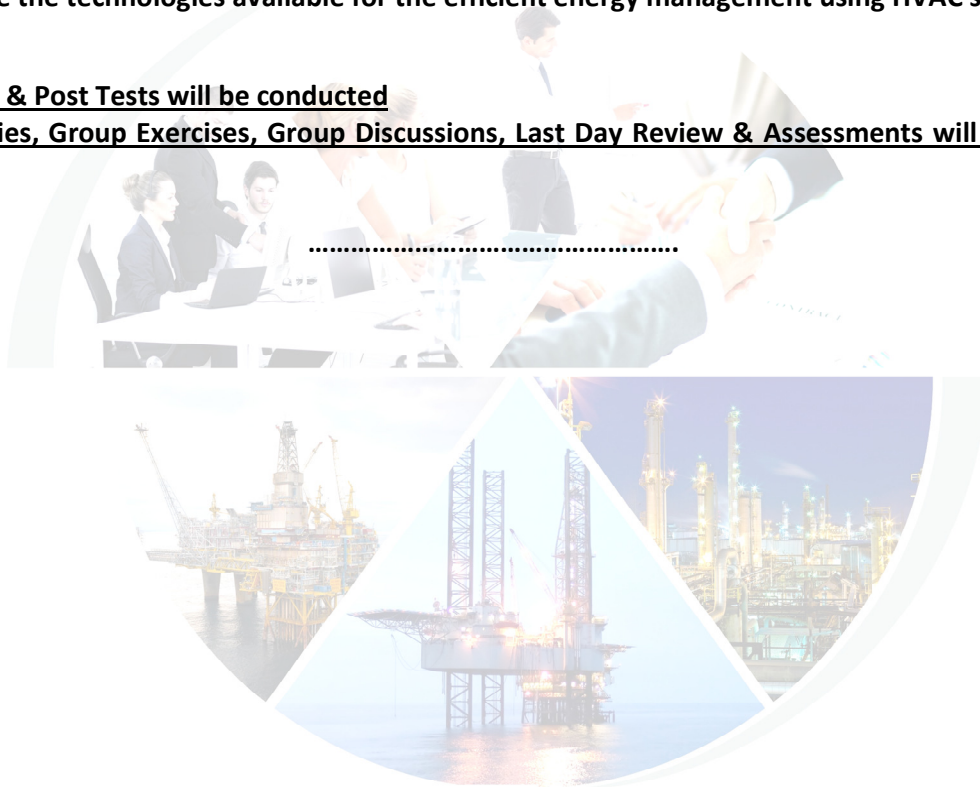 e the technologies available for the efficient energy management using HVAC's
& Post Tests will be conducted
ies, Group Exercises, Group Discussions, Last Day Review & Assessments will
……………………………………………….
CONTRACT